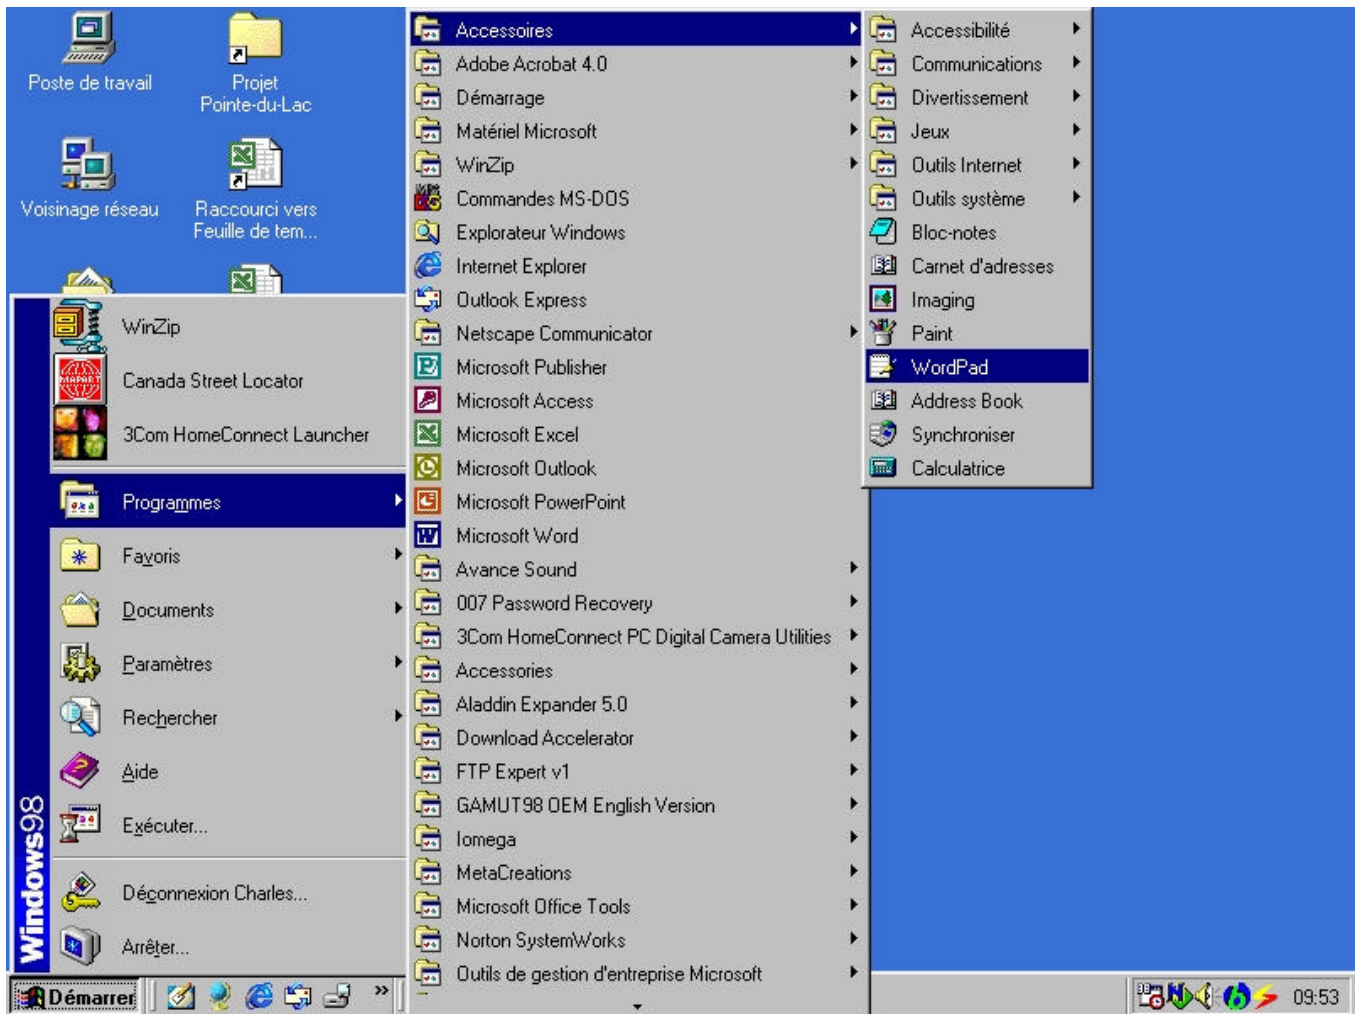 Poste de travail
Projet
Pointe-du-Lac
Voisinage réseau
Raccourci vers
Feuille de tem...
WinZip
Canada Street Locator
3Com HomeConnect Launcher
Programmes
Favoris
Documents
Paramètres
Rechercher
Aide
Exécuter...
Déconnexion Charles...
Arrêter...
Windows98
Accessoires
Adobe Acrobat 4.0
Démarrage
Matériel Microsoft
WinZip
Commandes MS-DOS
Explorateur Windows
Internet Explorer
Outlook Express
Netscape Communicator
Microsoft Publisher
Microsoft Access
Microsoft Excel
Microsoft Outlook
Microsoft PowerPoint
Microsoft Word
Avance Sound
007 Password Recovery
3Com HomeConnect PC Digital Camera Utilities
Accessories
Aladdin Expander 5.0
Download Accelerator
FTP Expert v1
GAMUT98 OEM English Version
Iomega
MetaCreations
Microsoft Office Tools
Norton SystemWorks
Outils de gestion d'entreprise Microsoft
Accessibilité
Communications
Divertissement
Jeux
Outils Internet
Outils système
Bloc-notes
Carnet d'adresses
Imaging
Paint
WordPad
Address Book
Synchroniser
Calculatrice
Démarrer
09:53